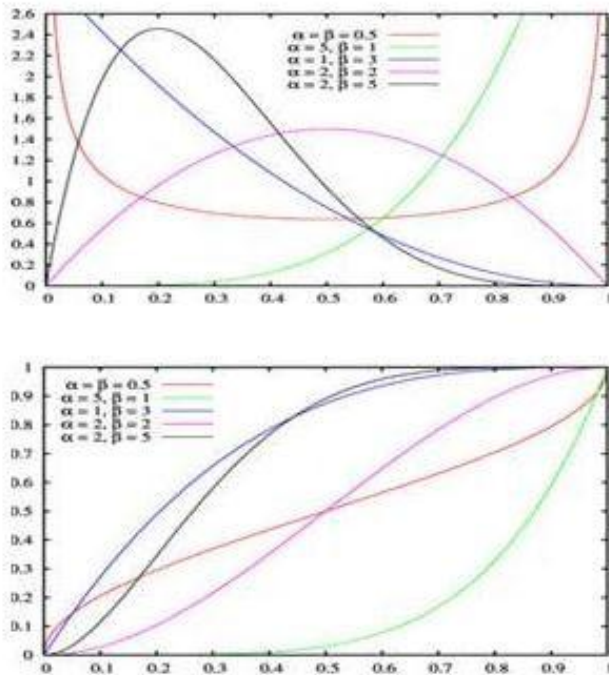 2.6
2.4
2.2
2
1.8
1.6
1.4
1.2
1
0.8
0.6
0.4
0.2
0
α = β = 0.5
α = 5, β = 1
α = 1, β = 3
α = 2, β = 2
α = 2, β = 5
0 0.1 0.2 0.3 0.4 0.5 0.6 0.7 0.8 0.9 1
1
0.9
0.8
0.7
0.6
0.5
0.4
0.3
0.2
0.1
0
α = β = 0.5
α = 5, β = 1
α = 1, β = 3
α = 2, β = 2
α = 2, β = 5
0 0.1 0.2 0.3 0.4 0.5 0.6 0.7 0.8 0.9 1